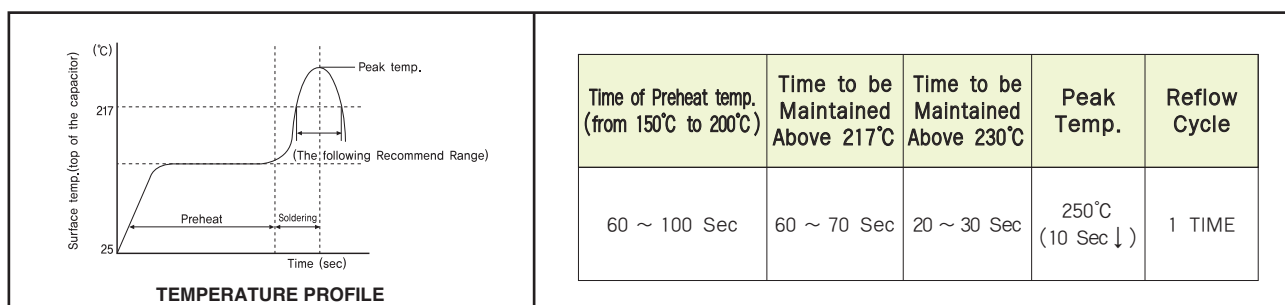 (℃)
Surface temp.(top of the capacitor)
Peak temp.
217
(The following Recommend Range)
Preheat
Soldering
25
Time (sec)
TEMPERATURE PROFILE
Time of Preheat temp.
(from 150℃ to 200℃)
Time to be
Maintained
Above 217℃
Time to be
Maintained
Above 230℃
Peak
Temp.
Reflow
Cycle
60 ~ 100 Sec
60 ~ 70 Sec
20 ~ 30 Sec
250℃
(10 Sec↓)
1 TIME